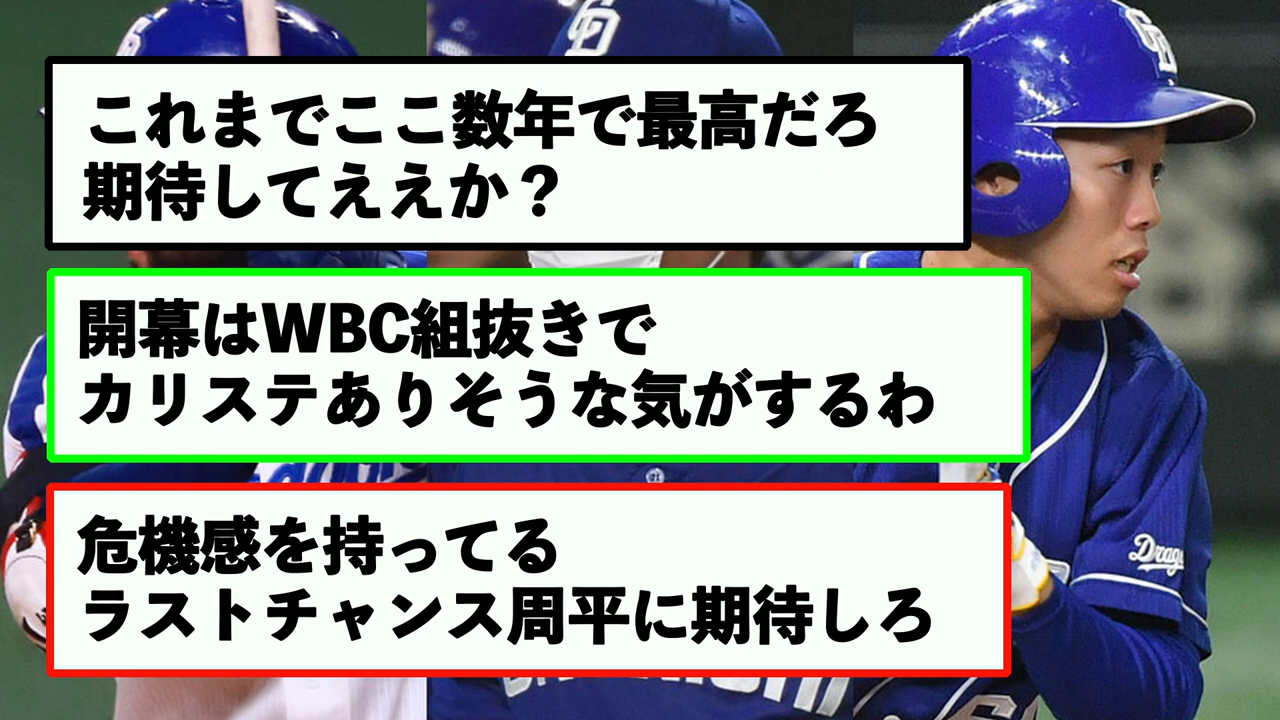 CD
CD
これまでここ数年で最高だろ
期待してええか？
開幕はWBC組抜きで
カリステありそうな気がするわ
危機感を持ってる
ラストチャンス周平に期待しろ